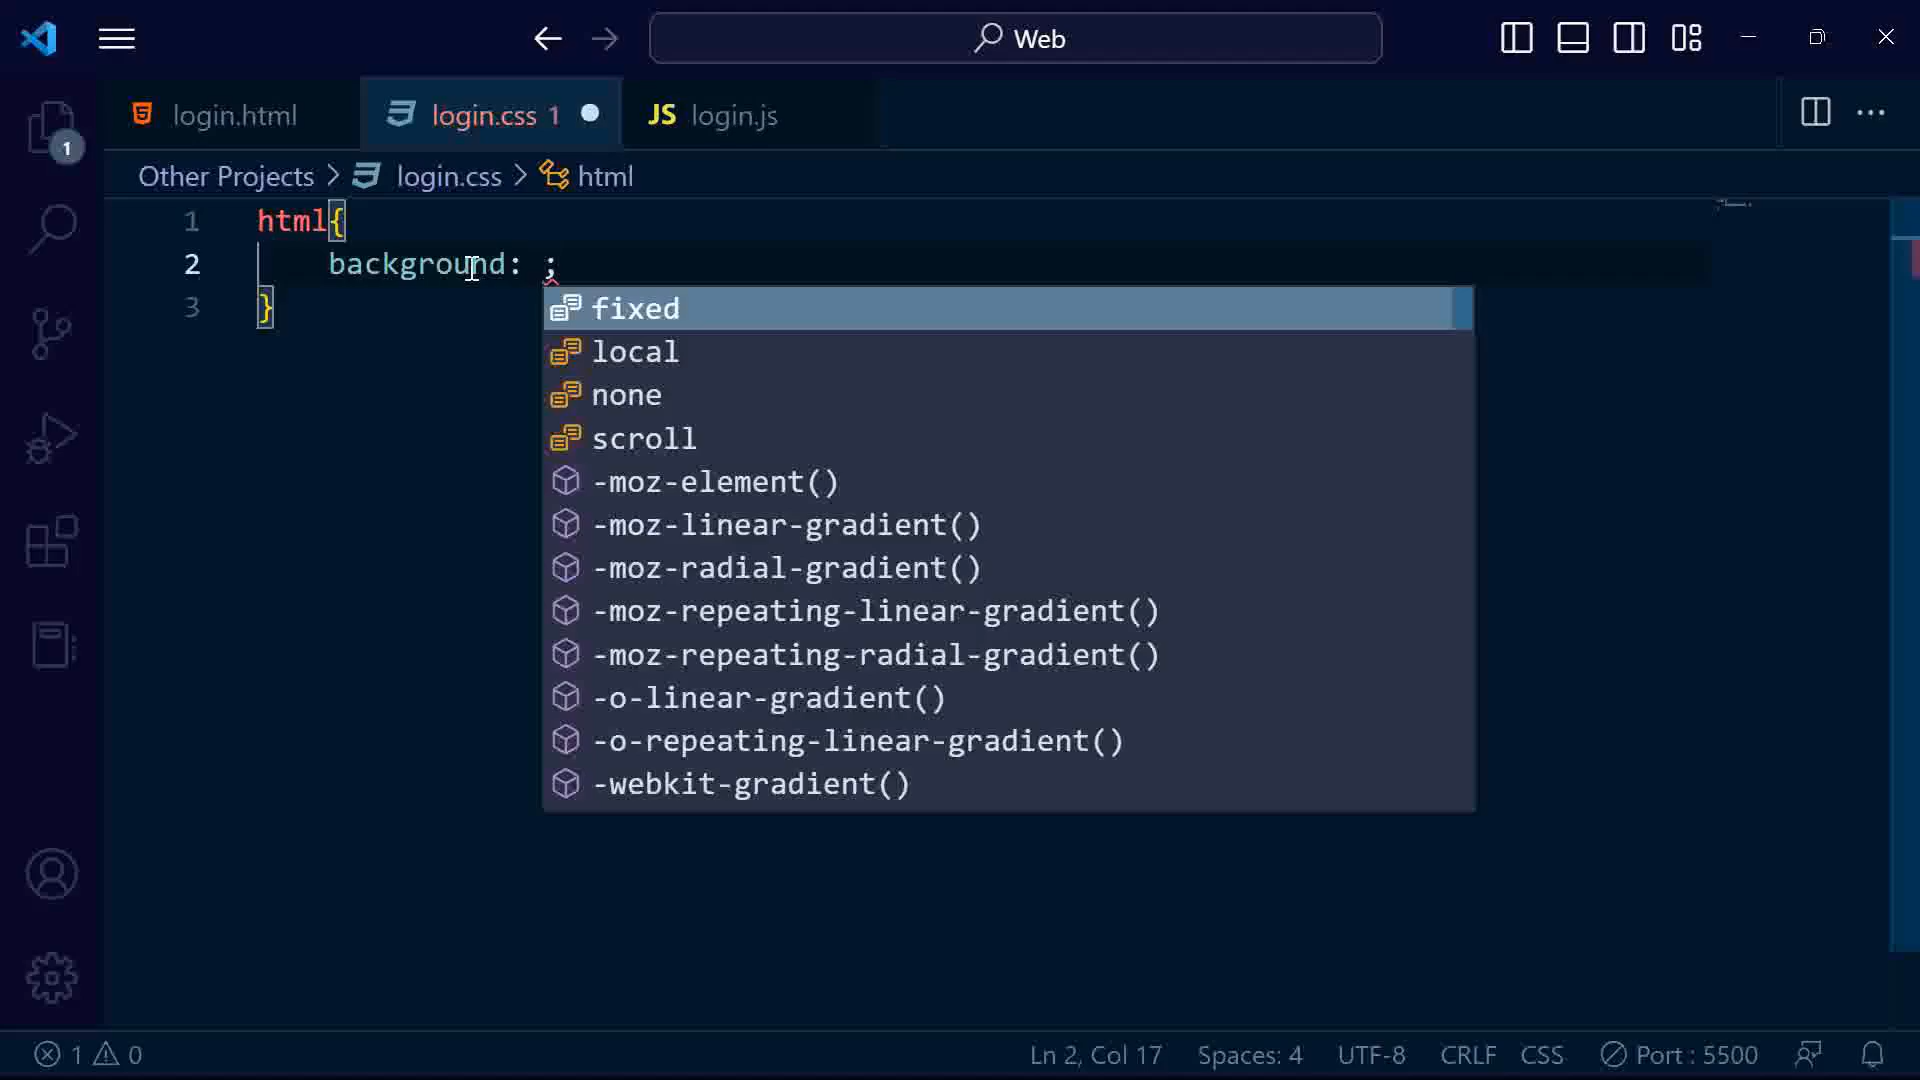 Web
login.html
login.css 1
JS login.js
1
Other Projects > login.css > html
1 html{
2 background: ;
3 }
fixed
local
none
scroll
-moz-element()
-moz-linear-gradient()
-moz-radial-gradient()
-moz-repeating-linear-gradient()
-moz-repeating-radial-gradient()
-o-linear-gradient()
-o-repeating-linear-gradient()
-webkit-gradient()
1 0
Ln 2, Col 17
Spaces: 4
UTF-8
CRLF
CSS
Port : 5500